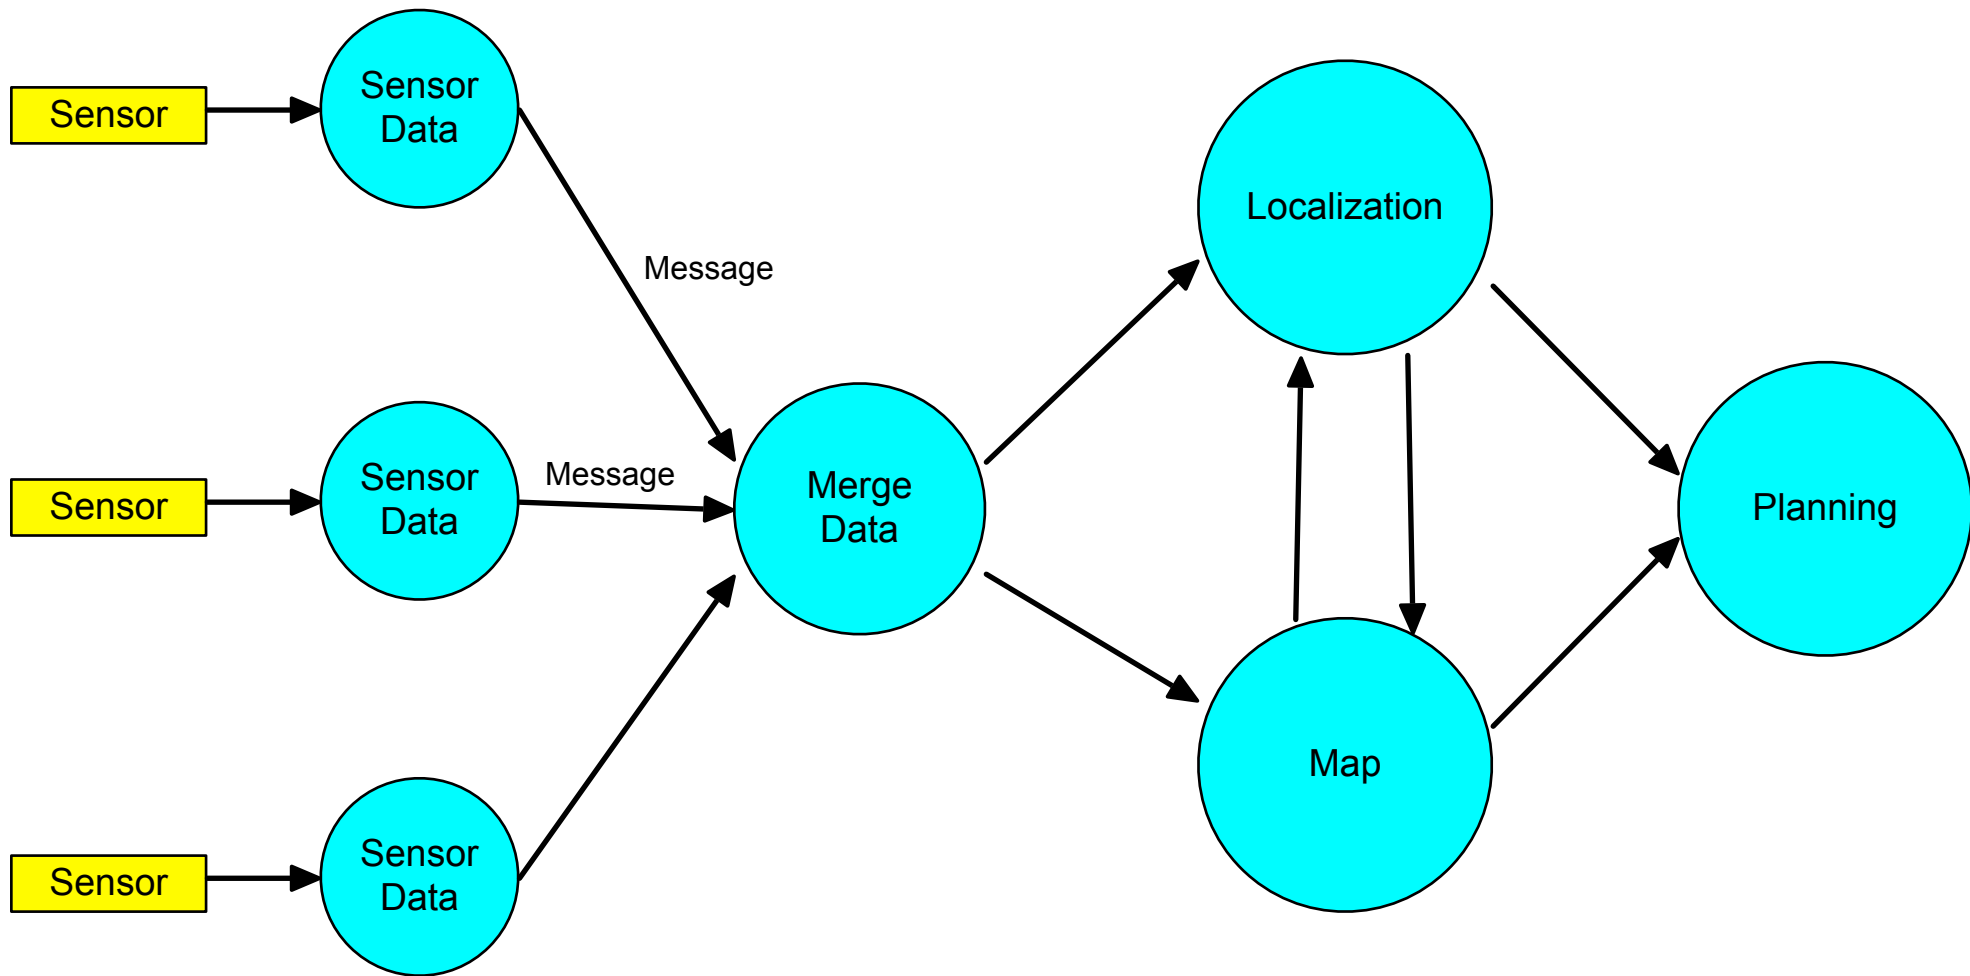 Sensor
Sensor
Data
Message
Sensor
Sensor
Data
Message
Sensor
Sensor
Data
Merge
Data
Localization
Map
Planning